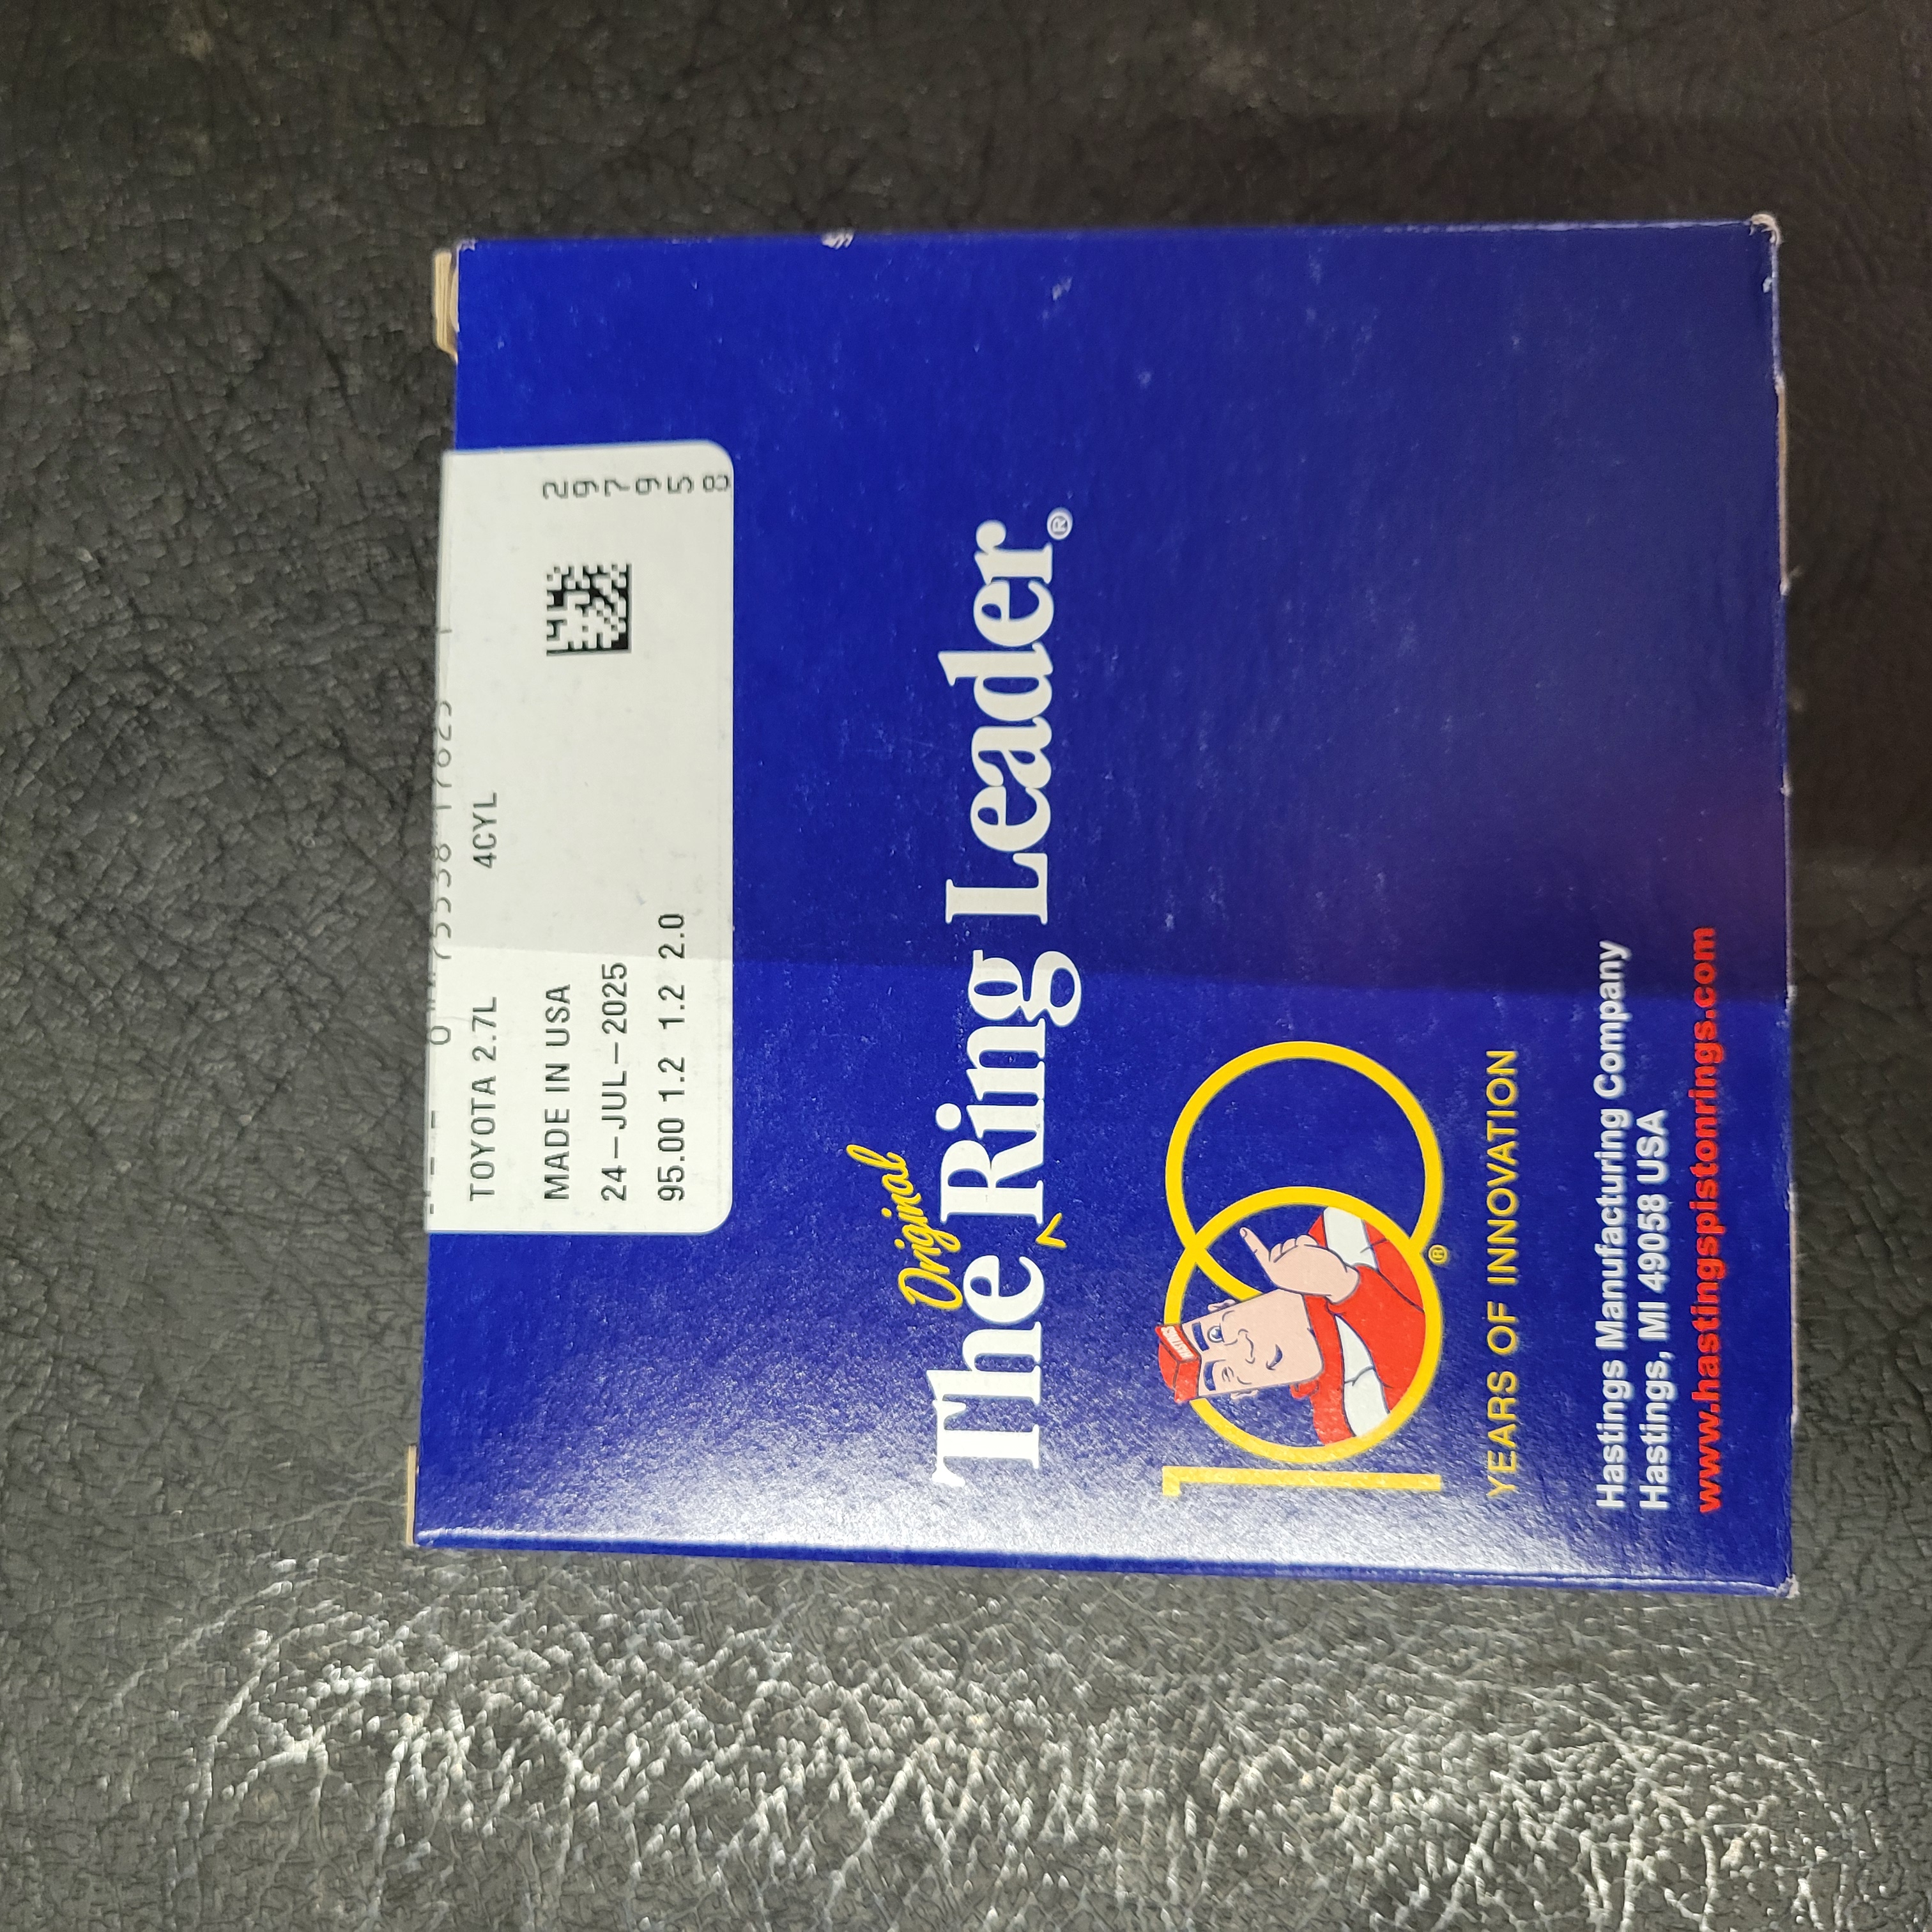 TOYOTA 2.7L 4CYL
MADE IN USA
24-JUL-2025
95.00 1.2 1.2 2.0
297958
Original
The Ring Leader®
100
®
YEARS OF INNOVATION
Hastings Manufacturing Company
Hastings, MI 49058 USA
www.hastingspistonrings.com